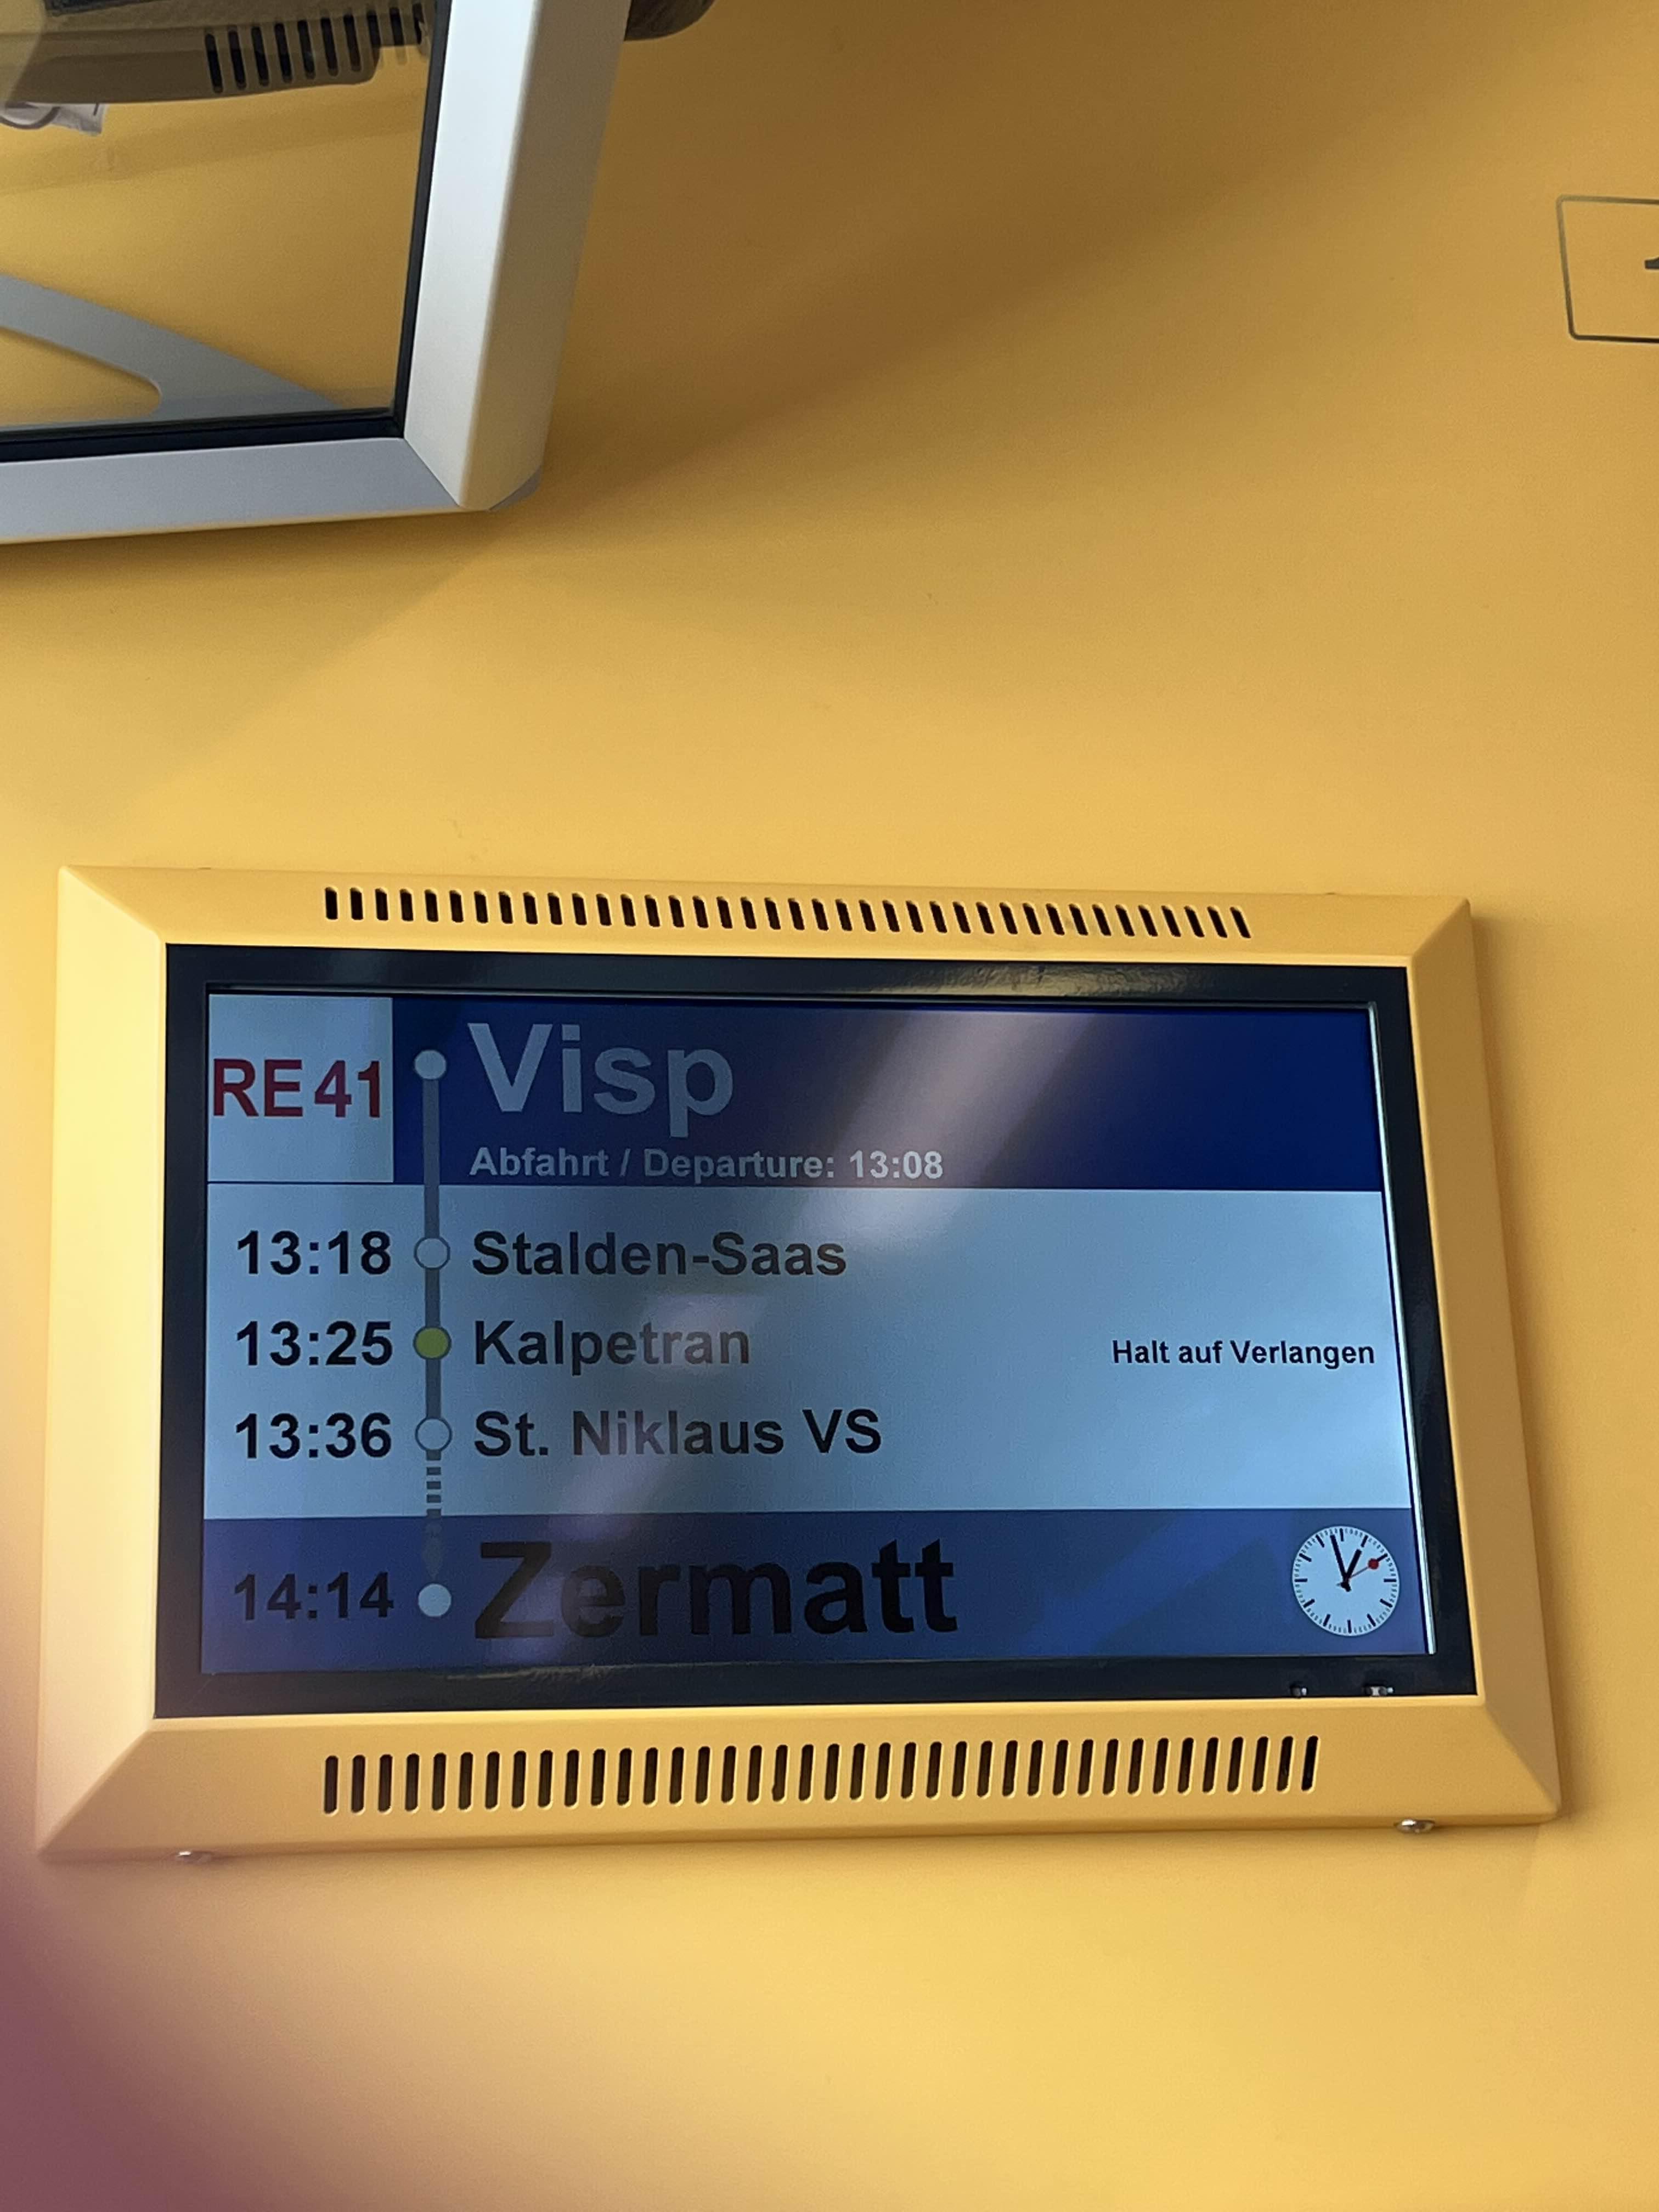 RE41
Visp
Abfahrt / Departure: 13:08
13:18 Stalden-Saas
13:25 Kalpetran Halt auf Verlangen
13:36 St. Niklaus VS
14:14 Zermatt